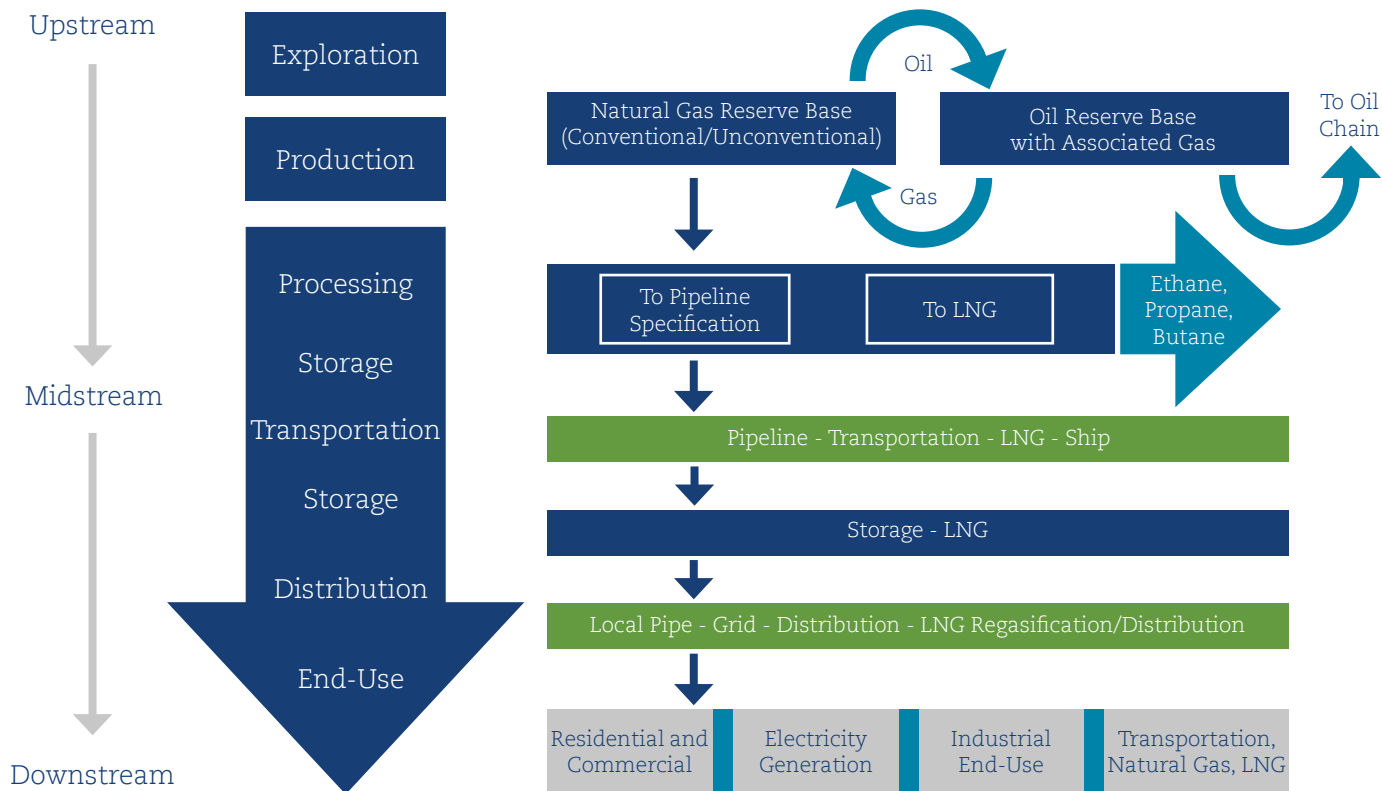 Upstream
Midstream
Downstream
Exploration
Production
Processing
Storage
Transportation
Storage
Distribution
End-Use
Oil
Natural Gas Reserve Base
(Conventional/Unconventional)
Oil Reserve Base
with Associated Gas
To Oil
Chain
Gas
To Pipeline
Specification
To LNG
Ethane,
Propane,
Butane
Pipeline - Transportation - LNG - Ship
Storage - LNG
Local Pipe - Grid - Distribution - LNG Regasification/Distribution
Residential and
Commercial
Electricity
Generation
Industrial
End-Use
Transportation,
Natural Gas, LNG